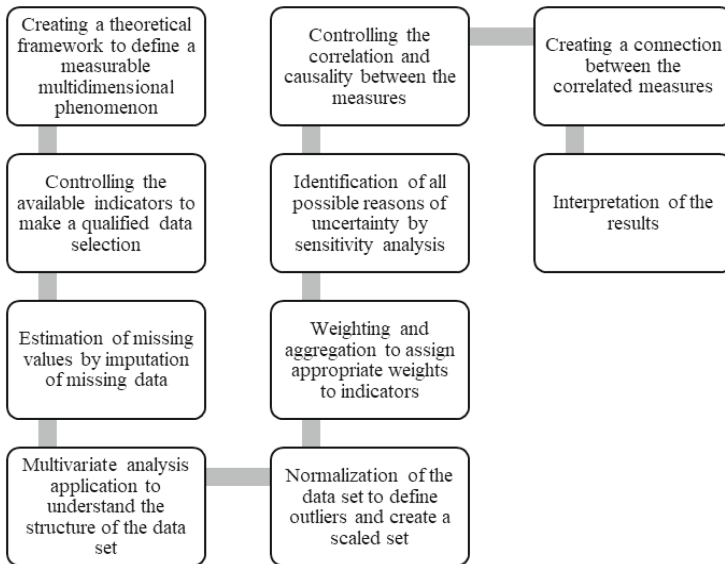 Creating a theoretical
framework to define a
measurable
multidimensional
phenomenon
Controlling the
available indicators to
make a qualified data
selection
Estimation of missing
values by imputation
of missing data
Multivariate analysis
application to
understand the
structure of the data
set
Normalization of the
data set to define
outliers and create a
scaled set
Weighting and
aggregation to assign
appropriate weights
to indicators
Identification of all
possible reasons of
uncertainty by
sensitivity analysis
Controlling the
correlation and
causality between the
measures
Creating a connection
between the
correlated measures
Interpretation of the
results